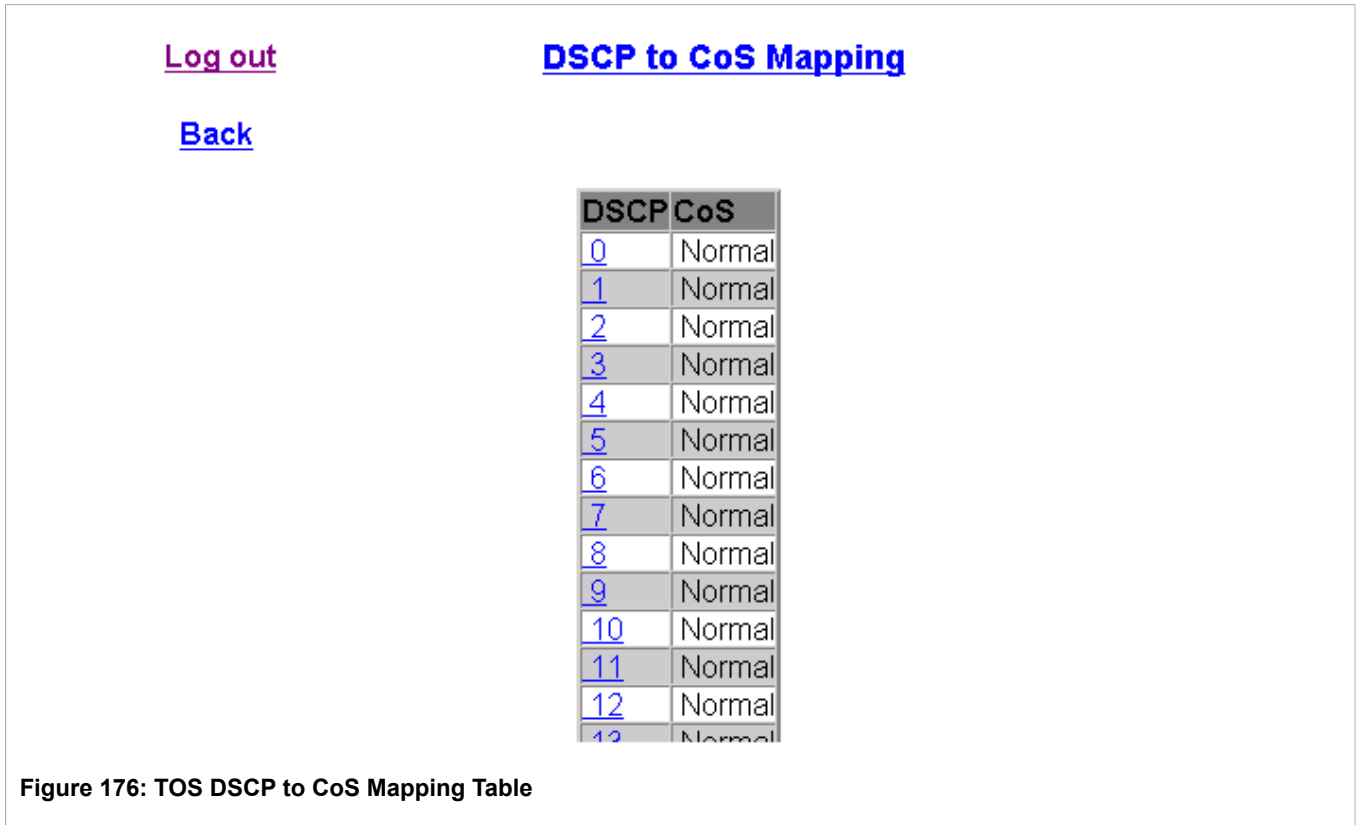 Log out
DSCP to CoS Mapping
Back
DSCP CoS
0 Normal
1 Normal
2 Normal
3 Normal
4 Normal
5 Normal
6 Normal
7 Normal
8 Normal
9 Normal
10 Normal
11 Normal
12 Normal
13 Normal
Figure 176: TOS DSCP to CoS Mapping Table